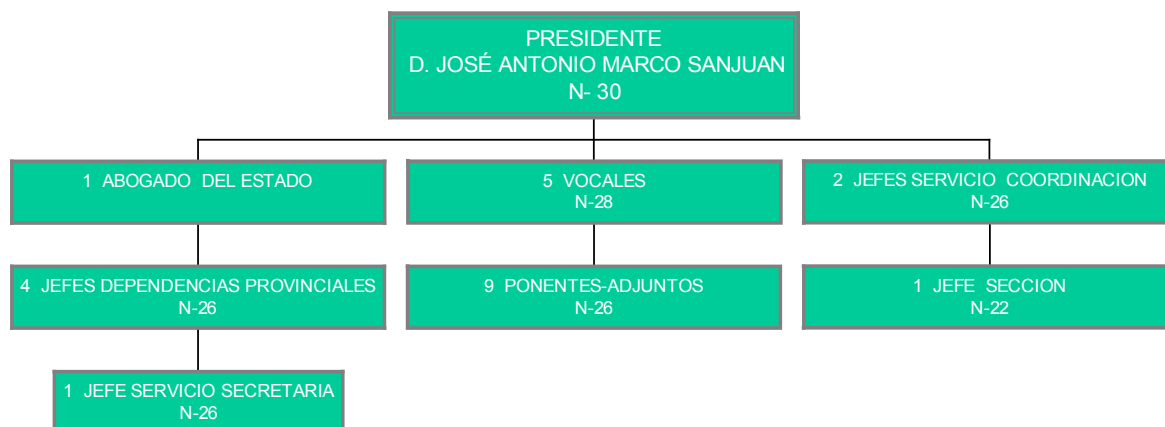 PRESIDENTE
D. JOSÉ ANTONIO MARCO SANJUAN
N- 30
1 ABOGADO DEL ESTADO
5 VOCALES
N-28
2 JEFES SERVICIO COORDINACION
N-26
4 JEFES DEPENDENCIAS PROVINCIALES
N-26
9 PONENTES-ADJUNTOS
N-26
1 JEFE SECCION
N-22
1 JEFE SERVICIO SECRETARIA
N-26